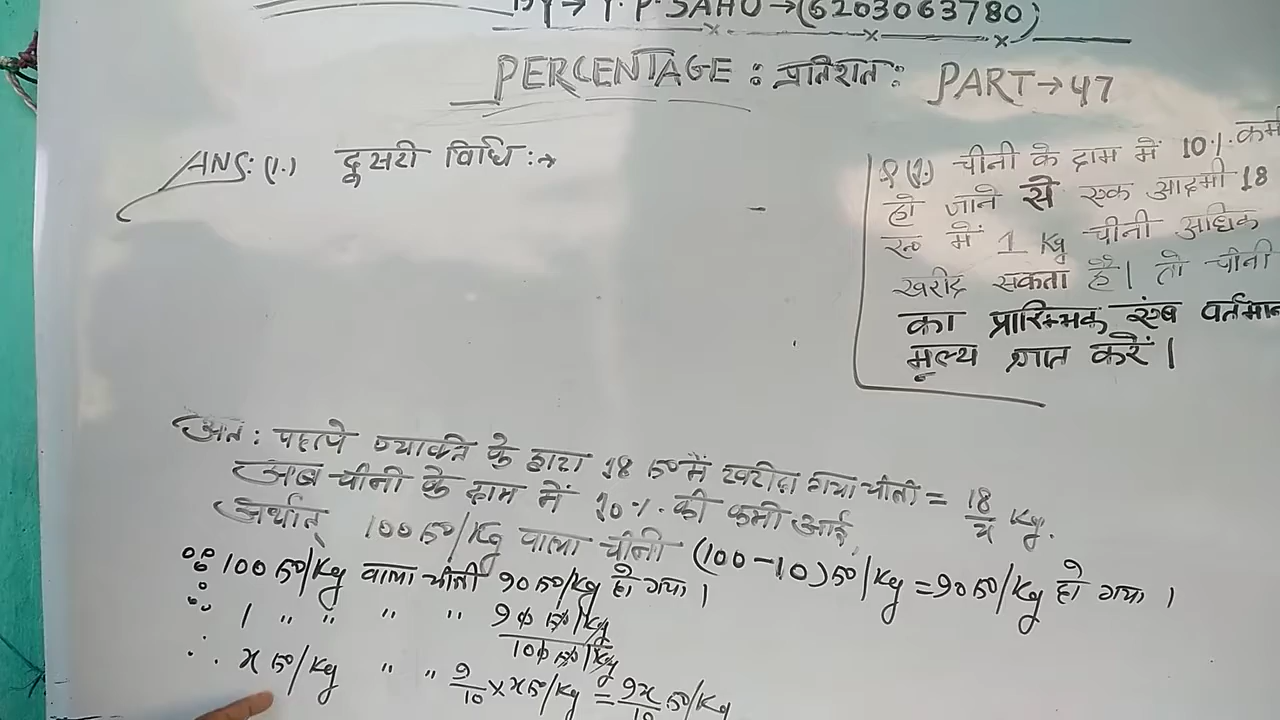 BY → Y.P.SAHU → (6203063780)
PERCENTAGE : प्रतिशत : PART → 47
ANS:(1.) दूसरी विधि :→
Q(1.) चीनी के दाम में 10%. कमी
हो जाने से एक आदमी 18
रू० में 1 Kg चीनी अधिक
खरीद सकता है। तो चीनी
का प्रारम्भिक एंव वर्तमान
मूल्य ज्ञात करें।
अत: पहले व्यक्ति के द्वारा 18 रू० में खरीदा गया चीनी = 18/x Kg.
अब चीनी के दाम में 10%. की कमी आई,
अर्थात् 100 रू०/Kg वाला चीनी (100-10) रू०/Kg = 90 रू०/Kg हो गया।
∵ 100 रू०/Kg वाला चीनी 90 रू०/Kg हो गया।
∴ 1 " " " " 90 रू०/Kg / 100 रू०/Kg
∴ x रू०/Kg " " 9/10 × x रू०/Kg = 9x/10 रू०/Kg